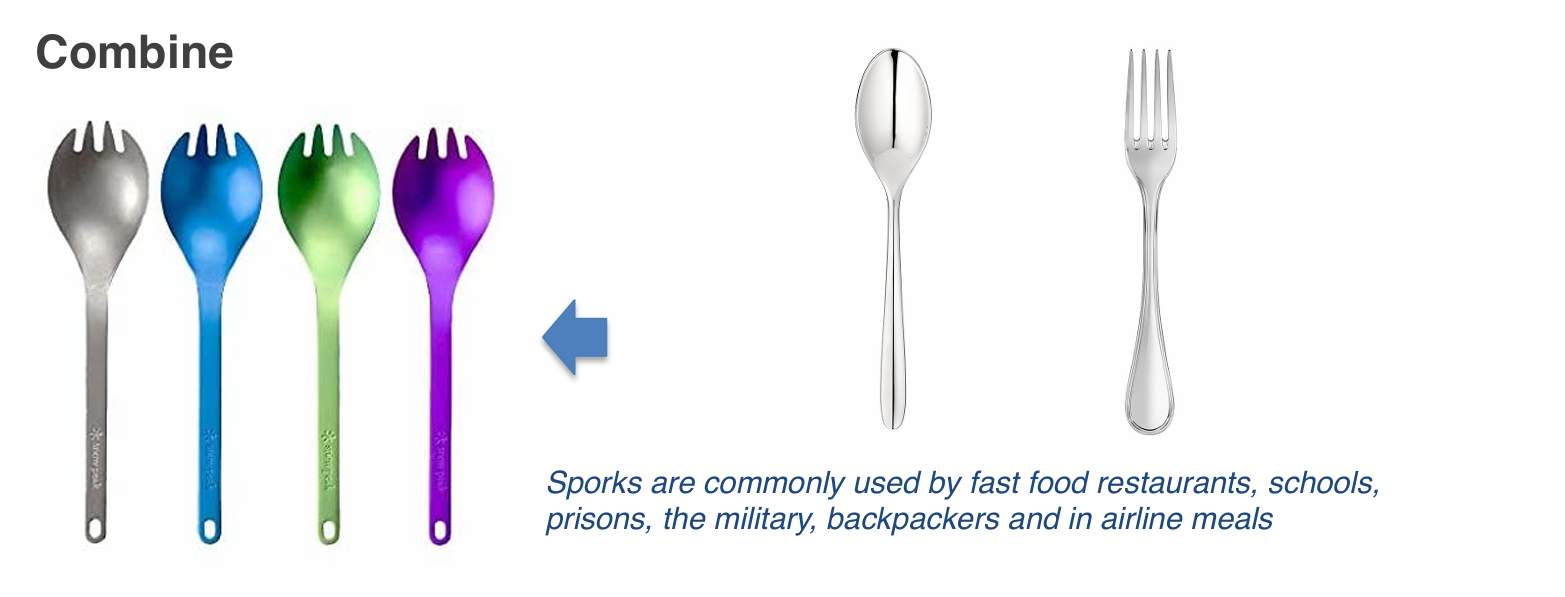 Combine
snow peak
snow peak
snow peak
snow peak
Sporks are commonly used by fast food restaurants, schools,
prisons, the military, backpackers and in airline meals